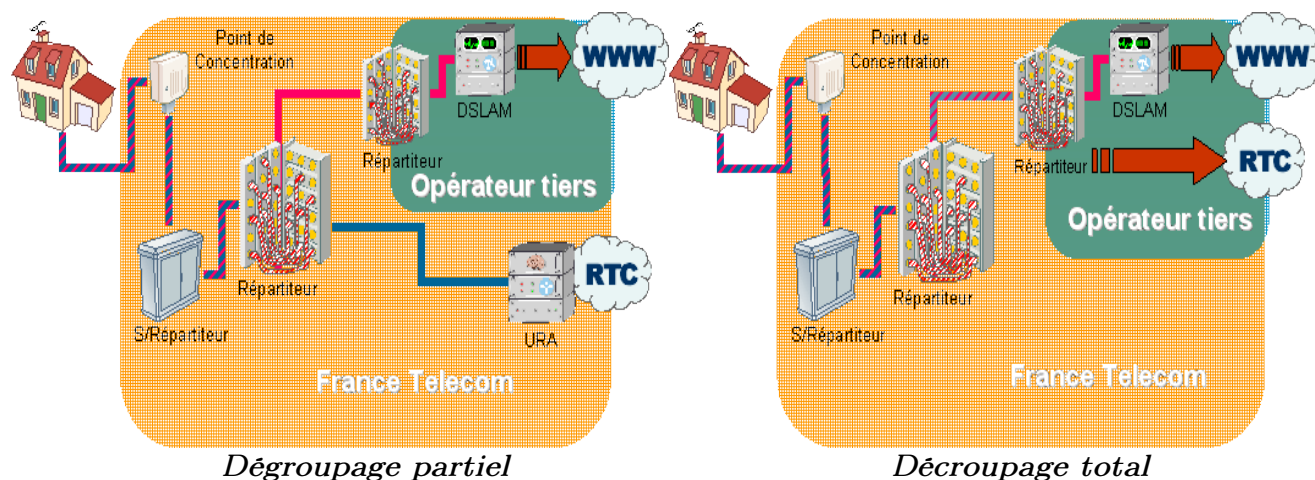 Point de
Concentration
WWW
DSLAM
Répartiteur
Opérateur tiers
Répartiteur
RTC
S/Répartiteur
URA
France Telecom
Dégroupage partiel
Point de
Concentration
WWW
DSLAM
Répartiteur
RTC
Opérateur tiers
S/Répartiteur
Répartiteur
France Telecom
Découpage total